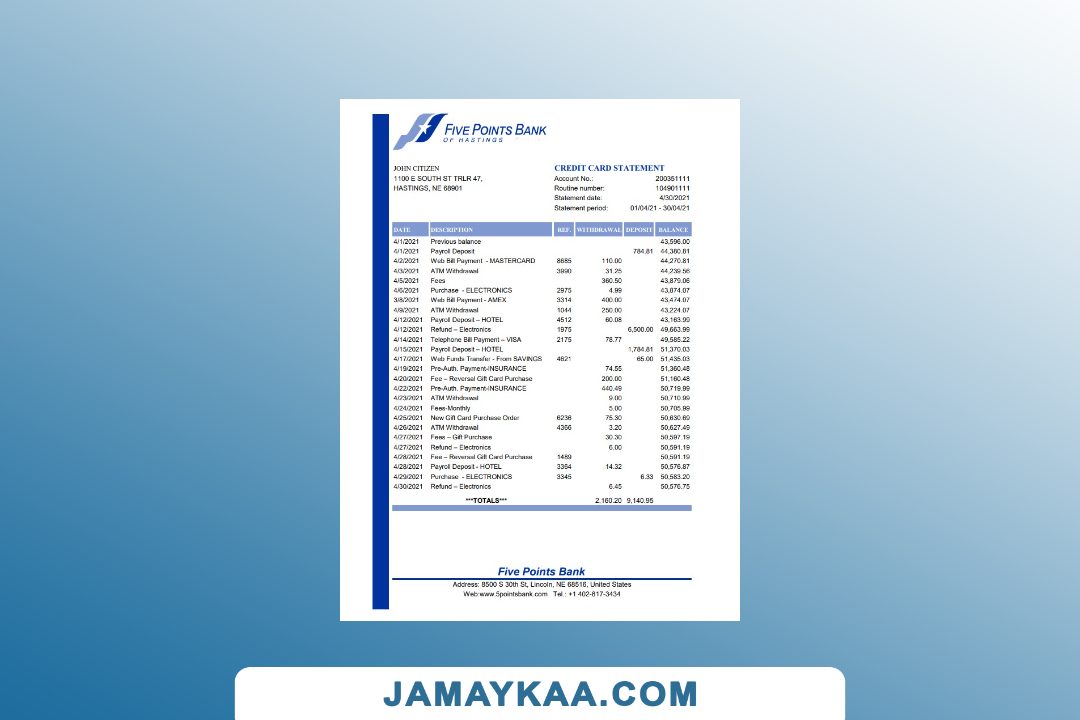 FIVE POINTS BANK
OF HASTINGS
JOHN CITIZEN
1100 E SOUTH ST TRLR 47,
HASTINGS, NE 68901
CREDIT CARD STATEMENT
Account No.: 200351111
Routine number: 104901111
Statement date: 4/30/2021
Statement period: 01/04/21 - 30/04/21
DATE DESCRIPTION REF. WITHDRAWAL DEPOSIT BALANCE
4/1/2021 Previous balance 43,596.00
4/1/2021 Payroll Deposit 784.81 44,380.81
4/2/2021 Web Bill Payment - MASTERCARD 8685 110.00 44,270.81
4/3/2021 ATM Withdrawal 3990 31.25 44,239.56
4/5/2021 Fees 360.50 43,879.06
4/6/2021 Purchase - ELECTRONICS 2975 4.99 43,874.07
3/8/2021 Web Bill Payment - AMEX 3314 400.00 43,474.07
4/9/2021 ATM Withdrawal 1044 250.00 43,224.07
4/12/2021 Payroll Deposit – HOTEL 4512 60.08 43,163.99
4/12/2021 Refund – Electronics 1975 6,500.00 49,663.99
4/14/2021 Telephone Bill Payment – VISA 2175 78.77 49,585.22
4/15/2021 Payroll Deposit – HOTEL 1,784.81 51,370.03
4/17/2021 Web Funds Transfer - From SAVINGS 4621 65.00 51,435.03
4/19/2021 Pre-Auth. Payment-INSURANCE 74.55 51,360.48
4/20/2021 Fee – Reversal Gift Card Purchase 200.00 51,160.48
4/22/2021 Pre-Auth. Payment-INSURANCE 440.49 50,719.99
4/23/2021 ATM Withdrawal 9.00 50,710.99
4/24/2021 Fees-Monthly 5.00 50,705.99
4/25/2021 New Gift Card Purchase Order 6236 75.30 50,630.69
4/26/2021 ATM Withdrawal 4366 3.20 50,627.49
4/27/2021 Fees – Gift Purchase 30.30 50,597.19
4/27/2021 Refund – Electronics 6.00 50,591.19
4/28/2021 Fee – Reversal Gift Card Purchase 1489 50,591.19
4/28/2021 Payroll Deposit - HOTEL 3364 14.32 50,576.87
4/29/2021 Purchase - ELECTRONICS 3345 6.33 50,583.20
4/30/2021 Refund – Electronics 6.45 50,576.75
***TOTALS*** 2,160.20 9,140.95
Five Points Bank
Address: 8500 S 30th St, Lincoln, NE 68516, United States
Web:www.5pointsbank.com Tel.: +1 402-817-3434
JAMAYKAA.COM